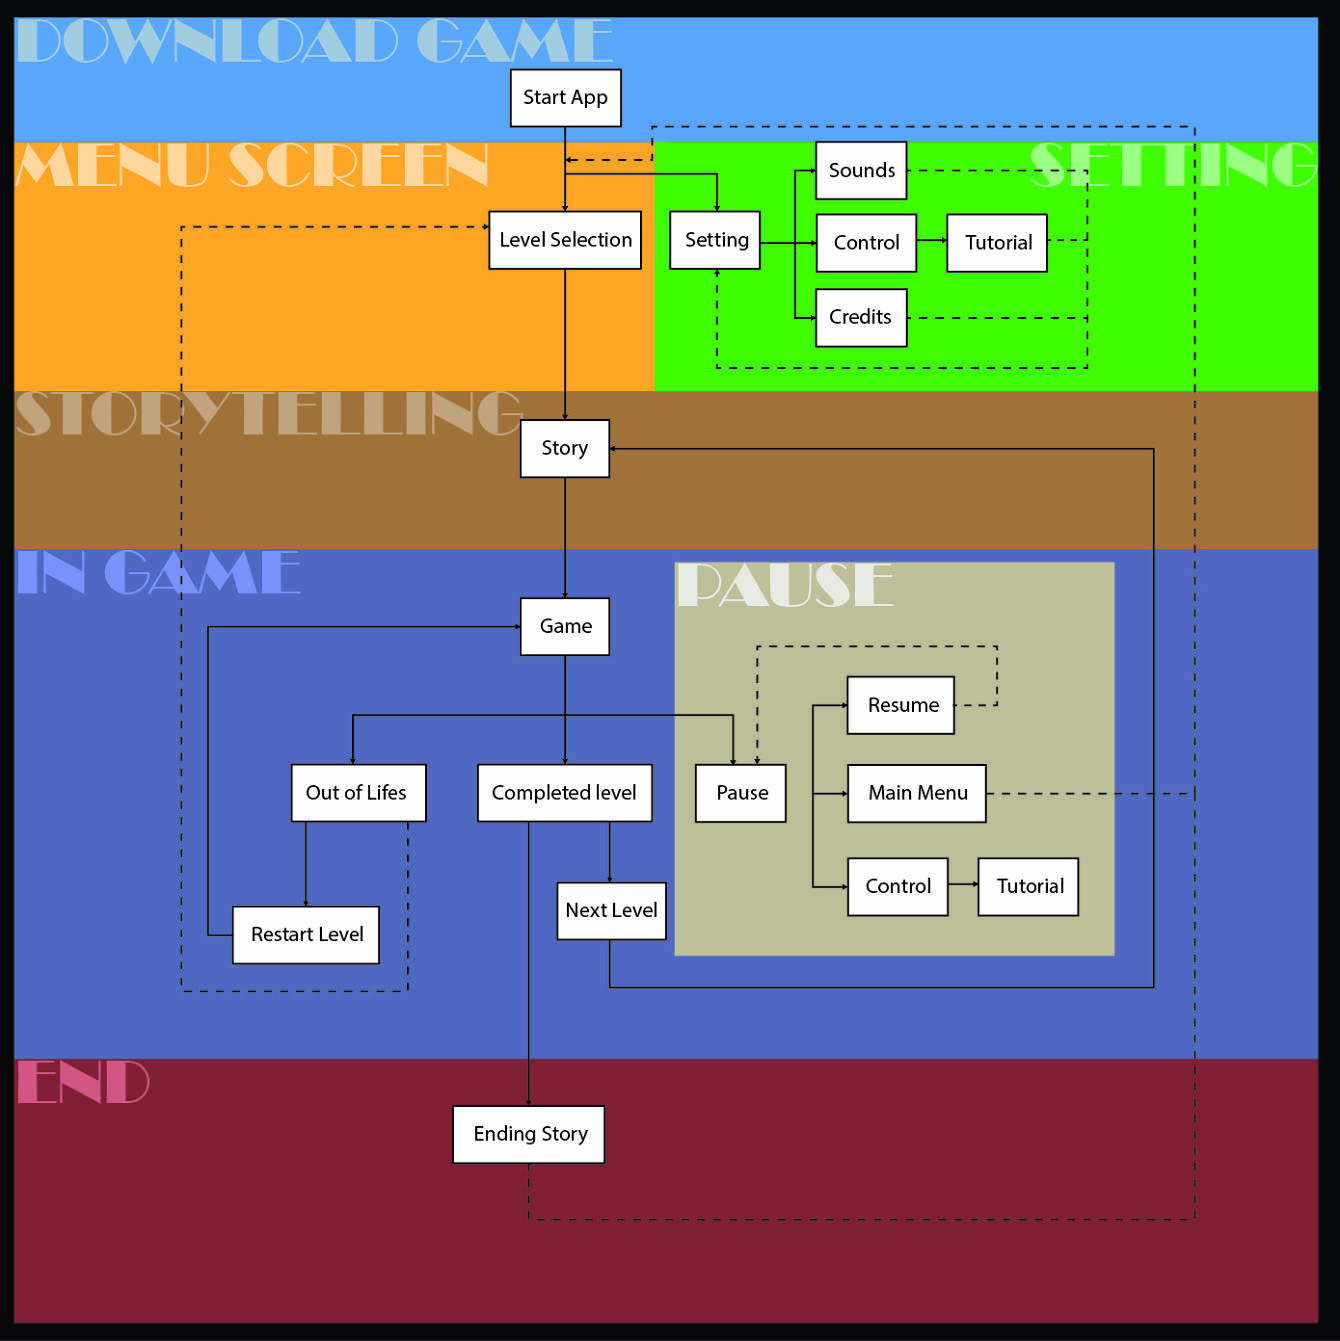 DOWNLOAD GAME
Start App
MENU SCREEN
SETTING
Sounds
Level Selection
Setting
Control
Tutorial
Credits
STORYTELLING
Story
IN GAME
PAUSE
Game
Resume
Out of Lifes
Completed level
Pause
Main Menu
Control
Tutorial
Next Level
Restart Level
END
Ending Story